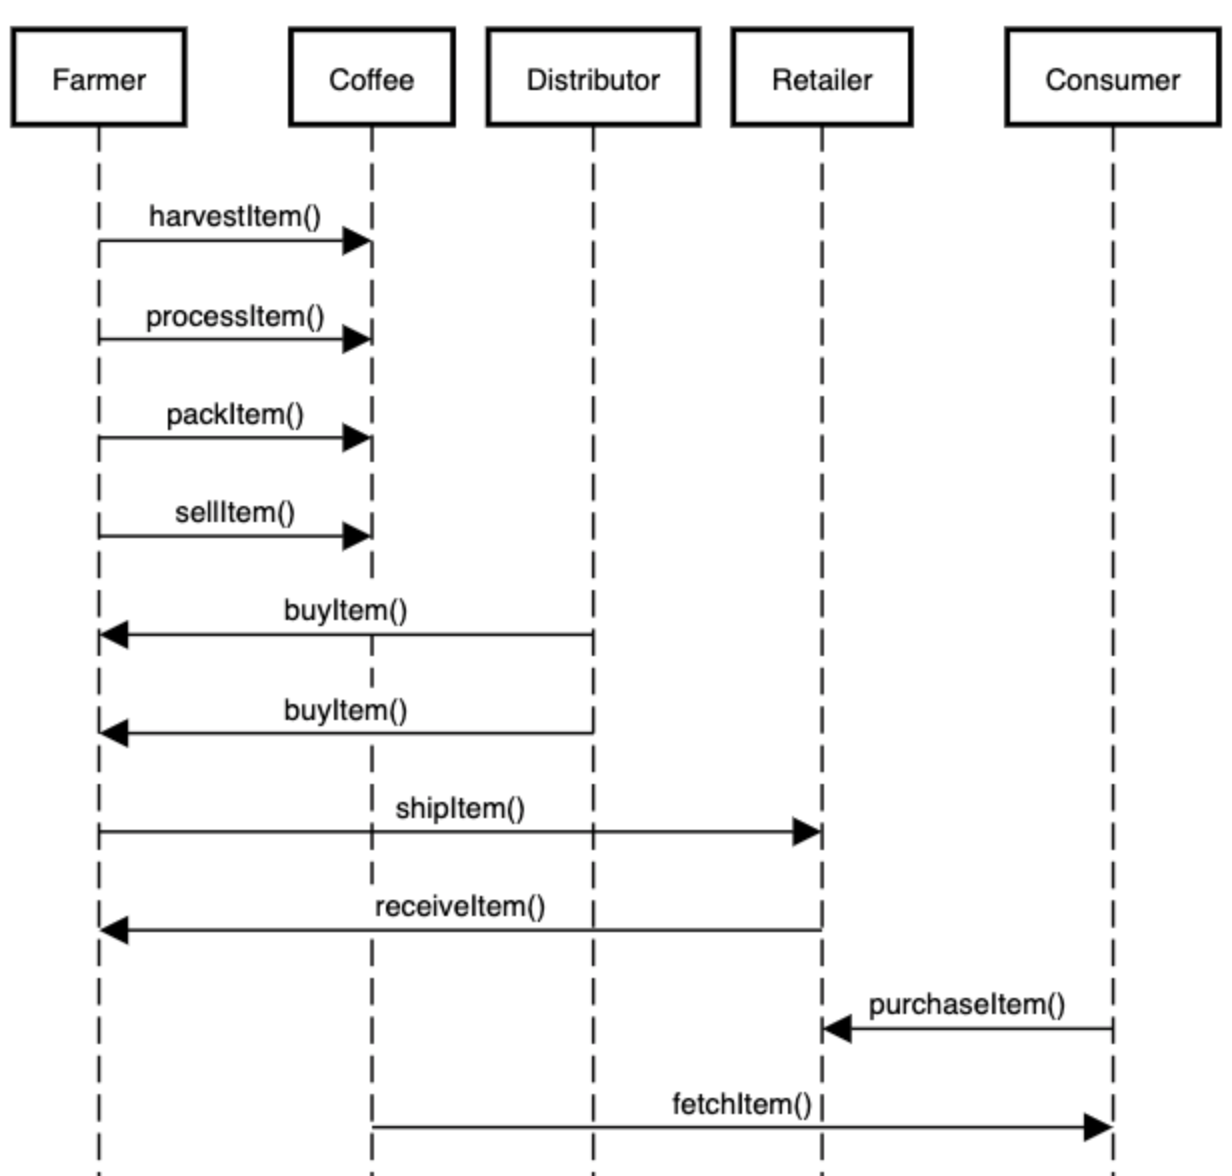 Farmer
Coffee
Distributor
Retailer
Consumer
harvestItem()
processItem()
packItem()
sellItem()
buyItem()
buyItem()
shipItem()
receiveItem()
purchaseItem()
fetchItem()